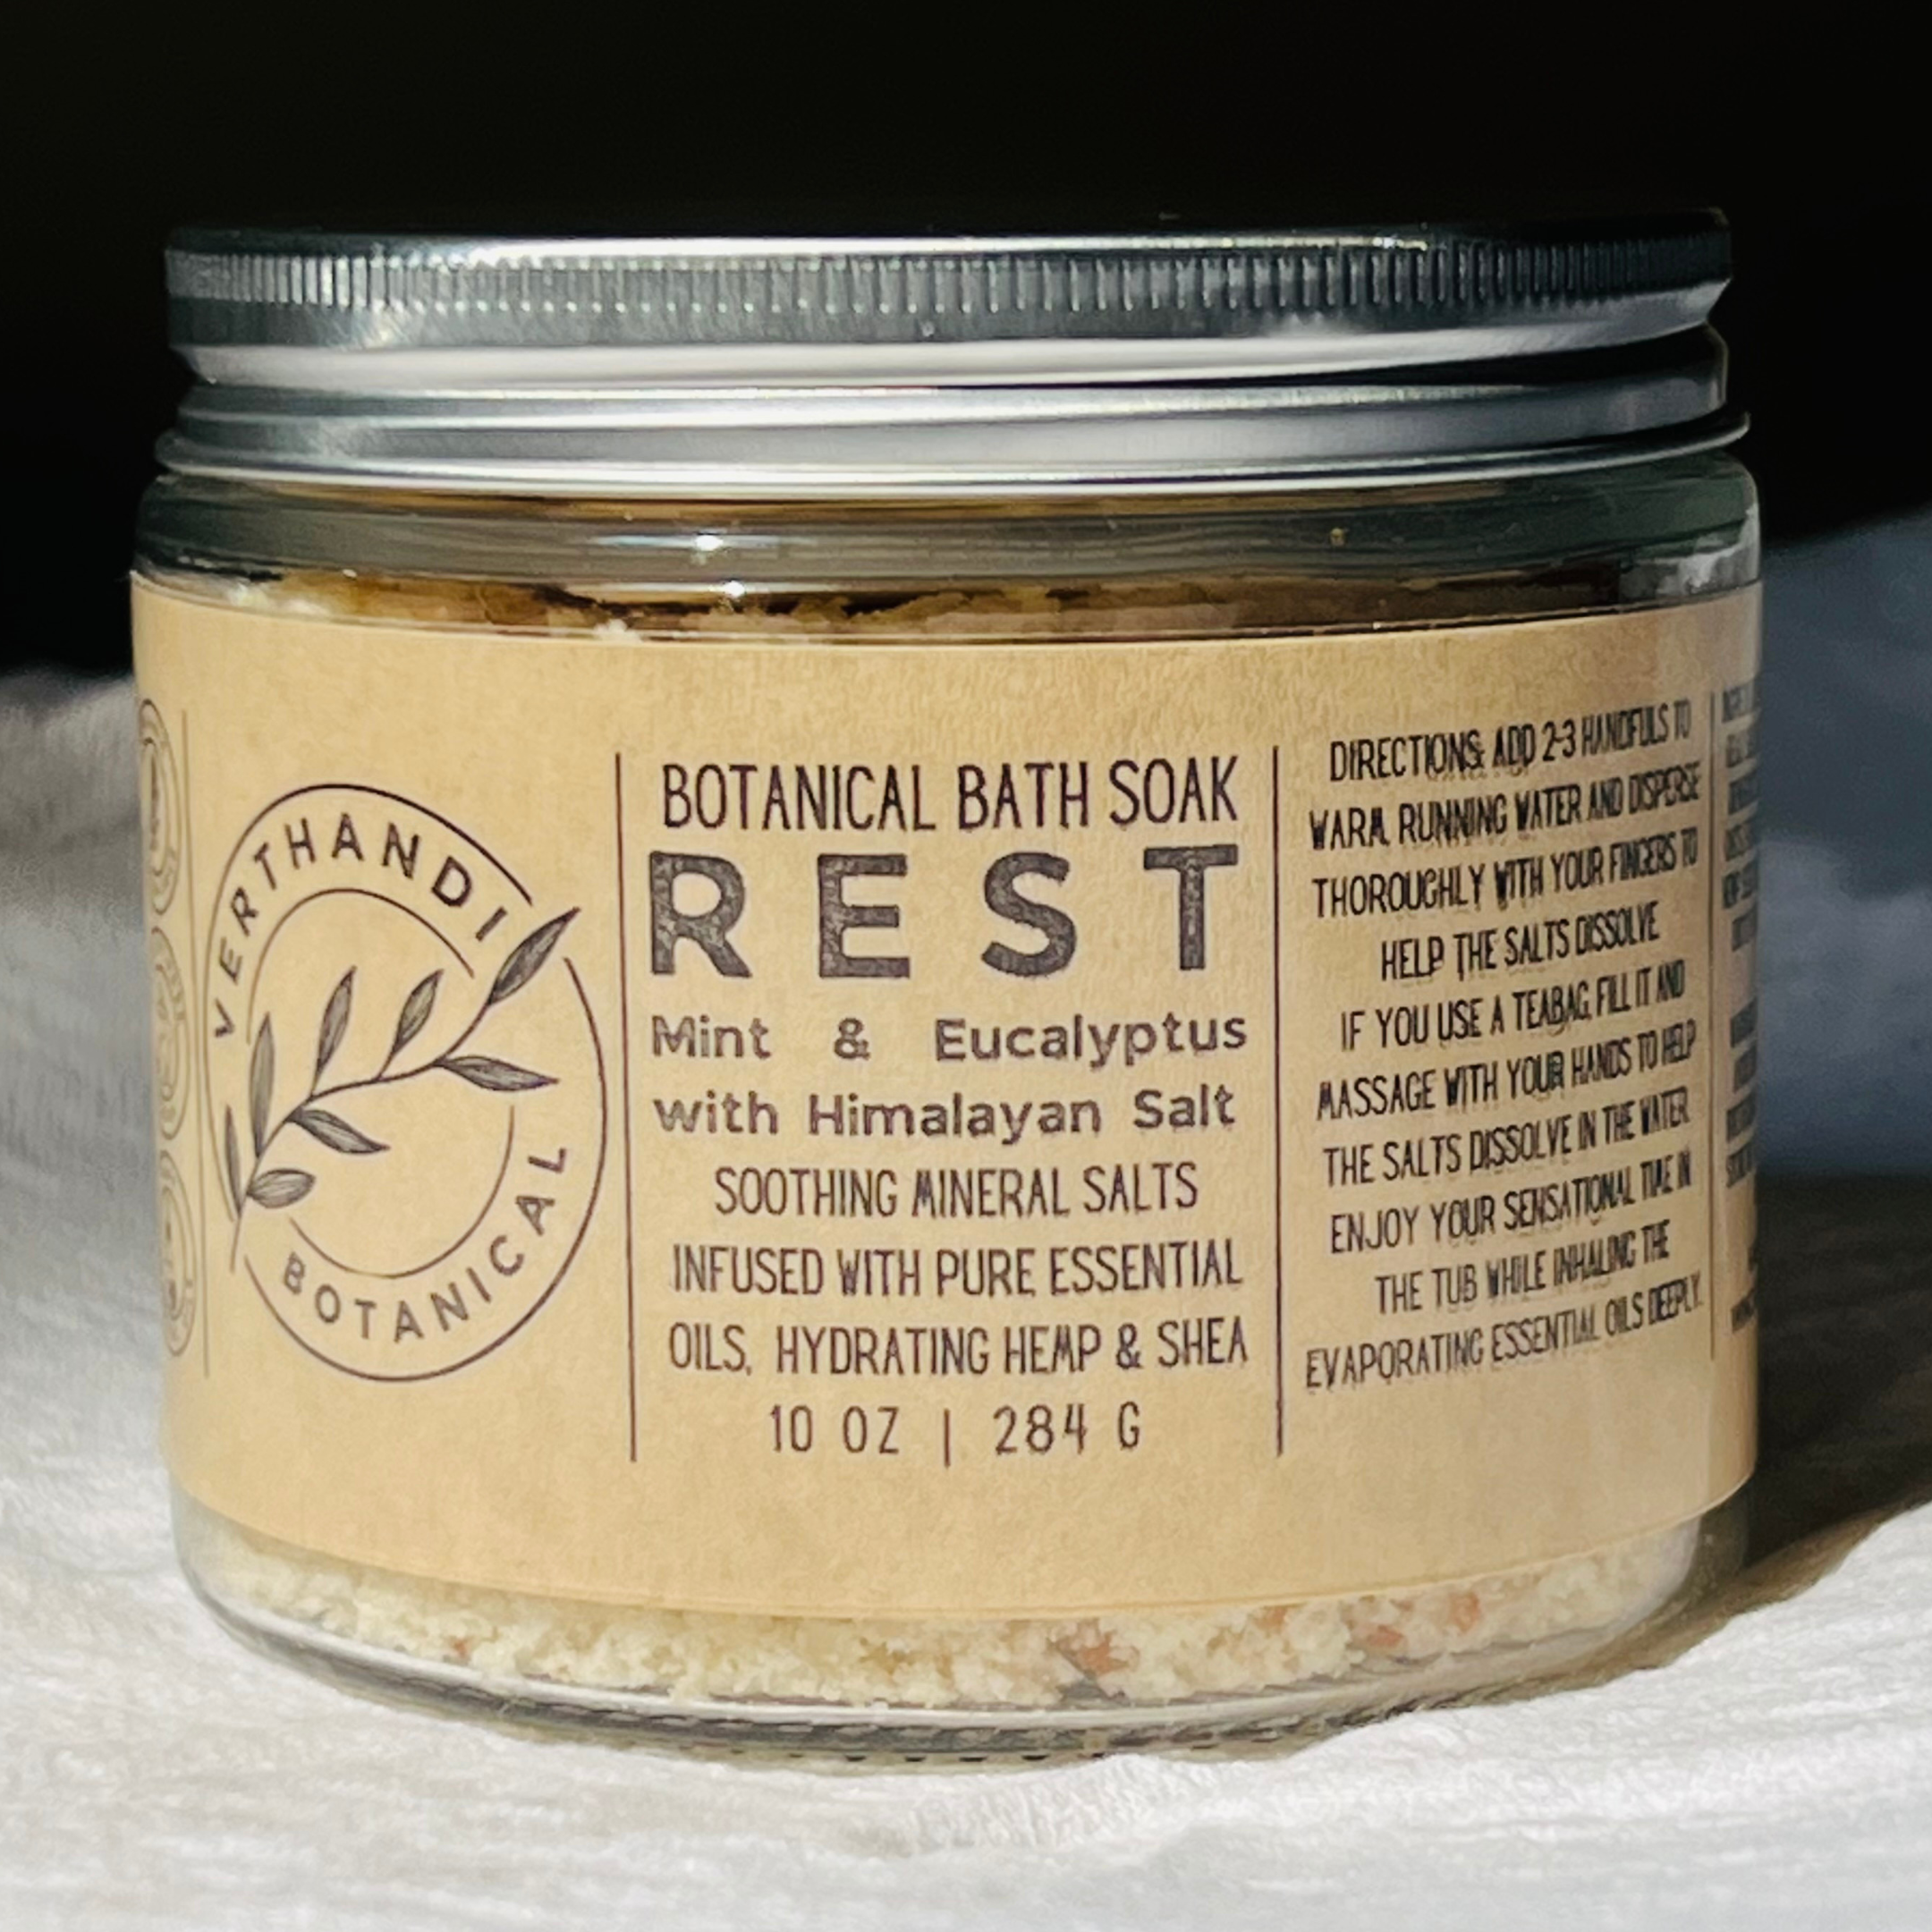 VERTHANDI
BOTANICAL
BOTANICAL BATH SOAK
REST
Mint & Eucalyptus
with Himalayan Salt
SOOTHING MINERAL SALTS
INFUSED WITH PURE ESSENTIAL
OILS, HYDRATING HEMP & SHEA
10 OZ | 284 G
DIRECTIONS: ADD 2-3 HANDFULS TO
WARM, RUNNING WATER AND DISPERSE
THOROUGHLY WITH YOUR FINGERS TO
HELP THE SALTS DISSOLVE
IF YOU USE A TEABAG, FILL IT AND
MASSAGE WITH YOUR HANDS TO HELP
THE SALTS DISSOLVE IN THE WATER
ENJOY YOUR SENSATIONAL TIME IN
THE TUB WHILE INHALING THE
EVAPORATING ESSENTIAL OILS DEEPLY.